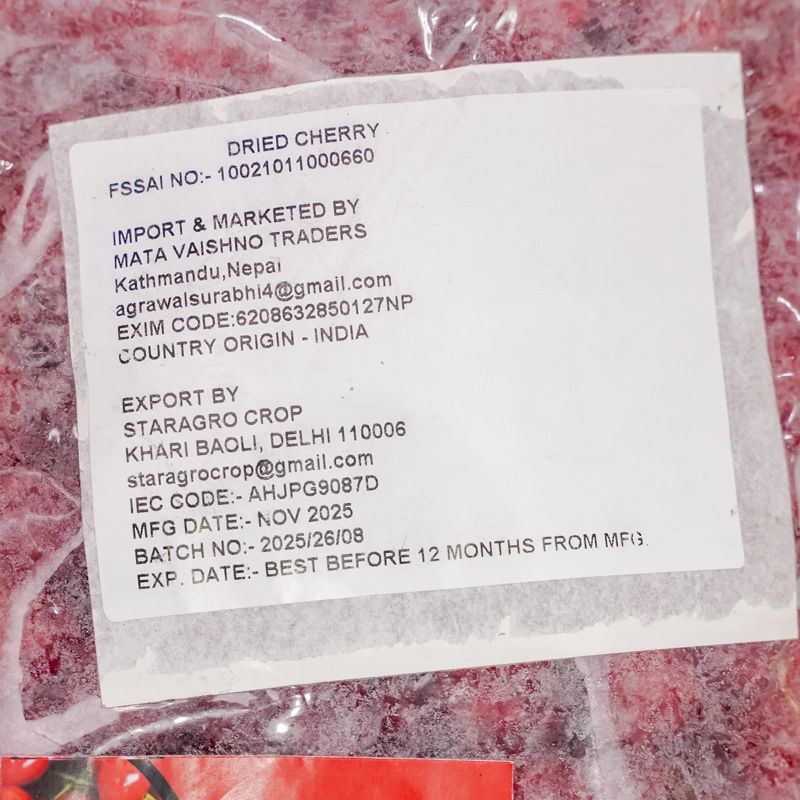 DRIED CHERRY
FSSAI NO:- 10021011000660
IMPORT & MARKETED BY
MATA VAISHNO TRADERS
Kathmandu,Nepal
agrawalsurabhi4@gmail.com
EXIM CODE:6208632850127NP
COUNTRY ORIGIN - INDIA
EXPORT BY
STARAGRO CROP
KHARI BAOLI, DELHI 110006
staragrocrop@gmail.com
IEC CODE:- AHJPG9087D
MFG DATE:- NOV 2025
BATCH NO:- 2025/26/08
EXP. DATE:- BEST BEFORE 12 MONTHS FROM MFG.